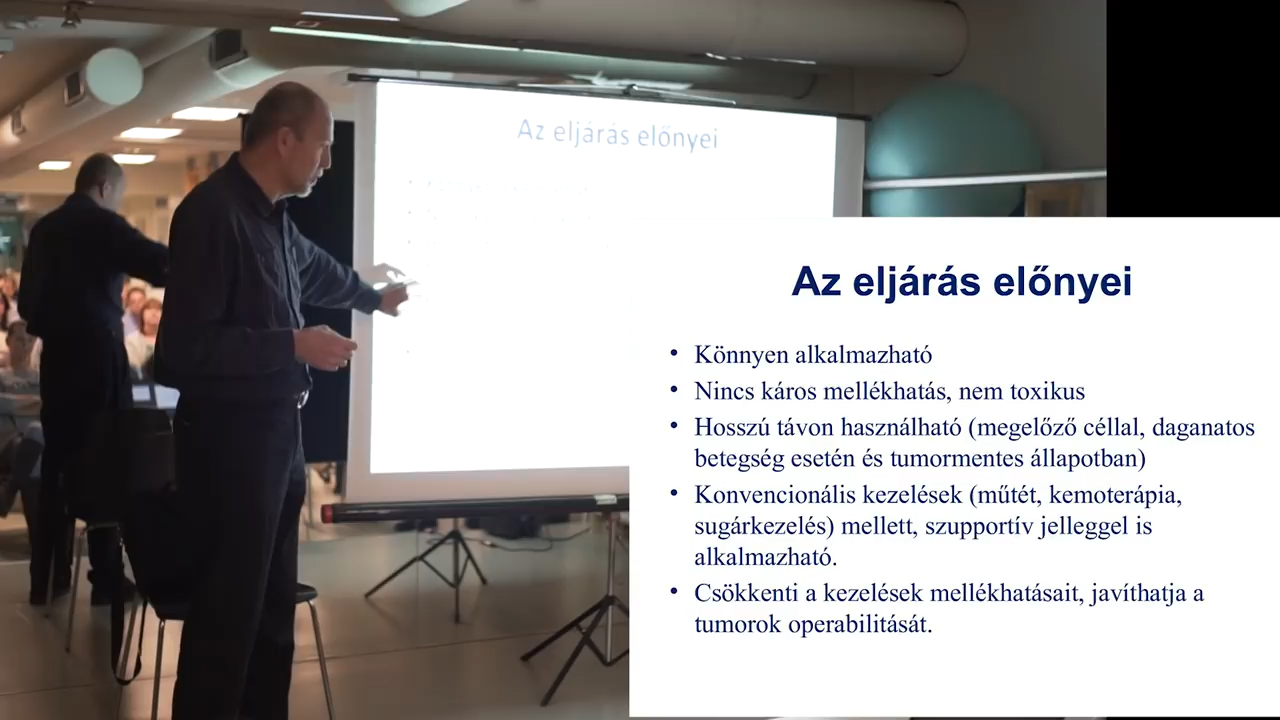 Az eljárás előnyei
Az eljárás előnyei
• Könnyen alkalmazható
• Nincs káros mellékhatás, nem toxikus
• Hosszú távon használható (megelőző céllal, daganatos
betegség esetén és tumormentes állapotban)
• Konvencionális kezelések (műtét, kemoterápia,
sugárkezelés) mellett, szupportív jelleggel is
alkalmazható.
• Csökkenti a kezelések mellékhatásait, javíthatja a
tumorok operabilitását.